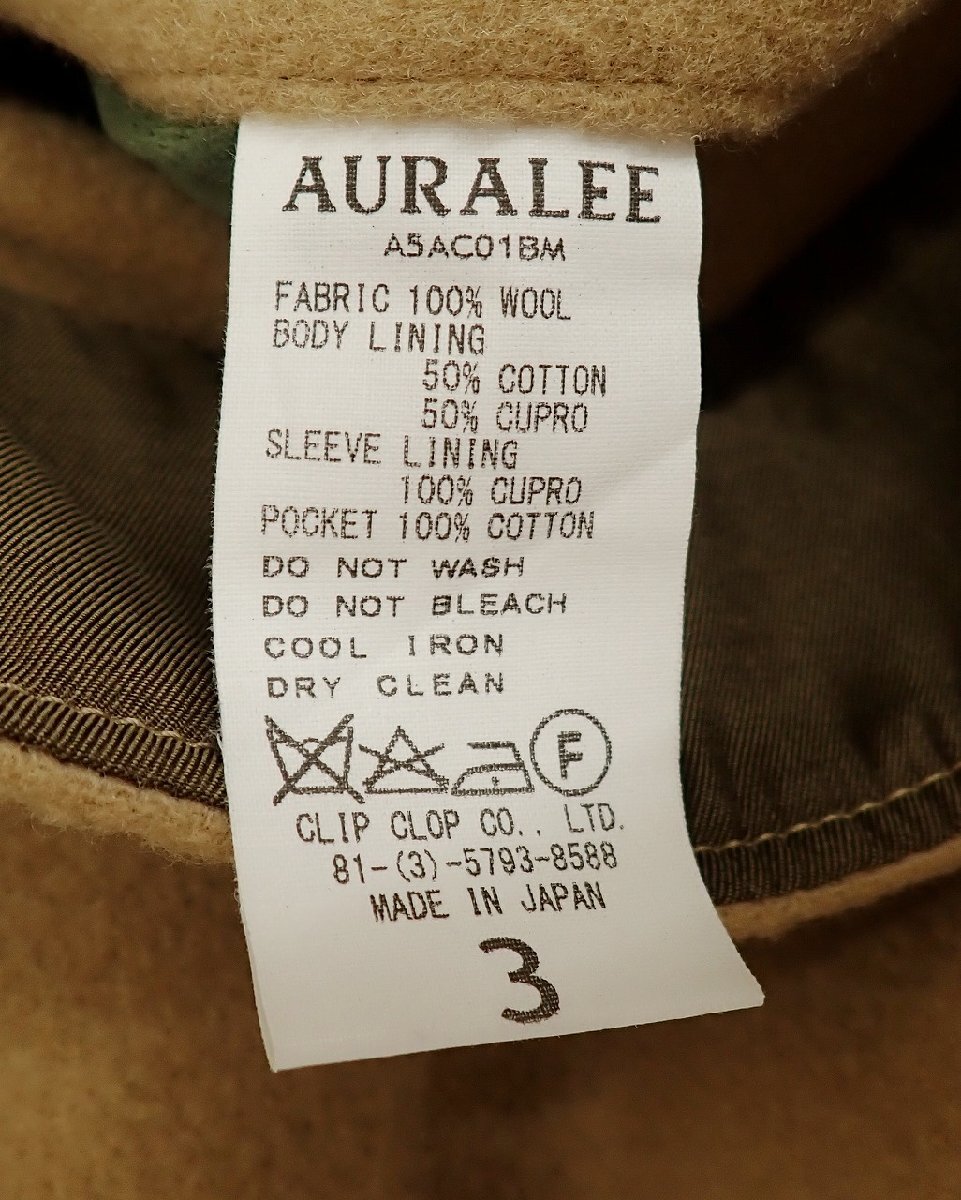 AURALEE
A5AC01BM
FABRIC 100% WOOL
BODY LINING
50% COTTON
50% CUPRO
SLEEVE LINING
100% CUPRO
POCKET 100% COTTON
DO NOT WASH
DO NOT BLEACH
COOL IRON
DRY CLEAN
F
CLIP CLOP CO., LTD.
81-(3)-5793-8588
MADE IN JAPAN
3